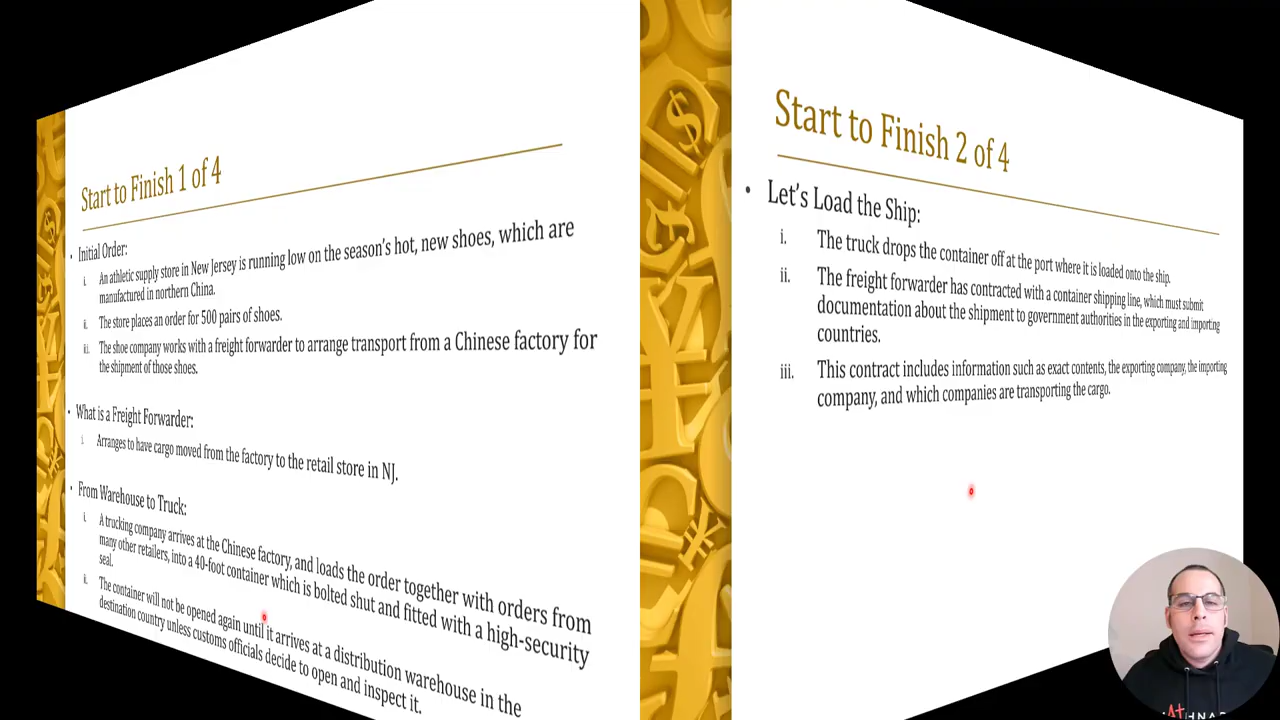 Start to Finish 1 of 4
• Initial Order:
i. An athletic supply store in New Jersey is running low on the season's hot, new shoes, which are
manufactured in northern China.
ii. The store places an order for 500 pairs of shoes.
iii. The shoe company works with a freight forwarder to arrange transport from a Chinese factory for
the shipment of those shoes.
• What is a Freight Forwarder:
i. Arranges to have cargo moved from the factory to the retail store in NJ.
• From Warehouse to Truck:
i. A trucking company arrives at the Chinese factory, and loads the order together with orders from
many other retailers, into a 40-foot container which is bolted shut and fitted with a high-security
seal.
ii. The container will not be opened again until it arrives at a distribution warehouse in the
destination country unless customs officials decide to open and inspect it.
Start to Finish 2 of 4
• Let's Load the Ship:
i. The truck drops the container off at the port where it is loaded onto the ship.
ii. The freight forwarder has contracted with a container shipping line, which must submit
documentation about the shipment to government authorities in the exporting and importing
countries.
iii. This contract includes information such as exact contents, the exporting company, the importing
company, and which companies are transporting the cargo.